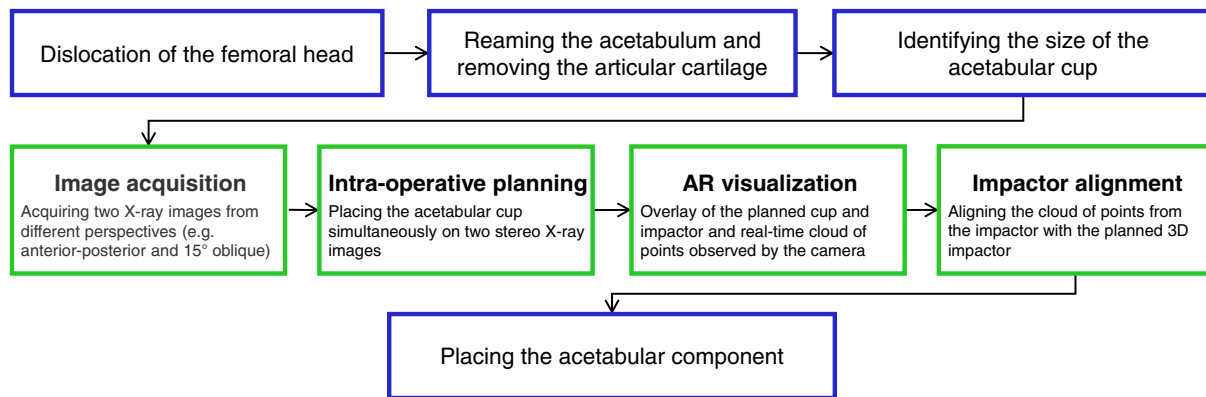 Dislocation of the femoral head
Reaming the acetabulum and
removing the articular cartilage
Identifying the size of the
acetabular cup
Image acquisition
Acquiring two X-ray images from
different perspectives (e.g.
anterior-posterior and 15° oblique)
Intra-operative planning
Placing the acetabular cup
simultaneously on two stereo X-ray
images
AR visualization
Overlay of the planned cup and
impactor and real-time cloud of
points observed by the camera
Impactor alignment
Aligning the cloud of points from
the impactor with the planned 3D
impactor
Placing the acetabular component